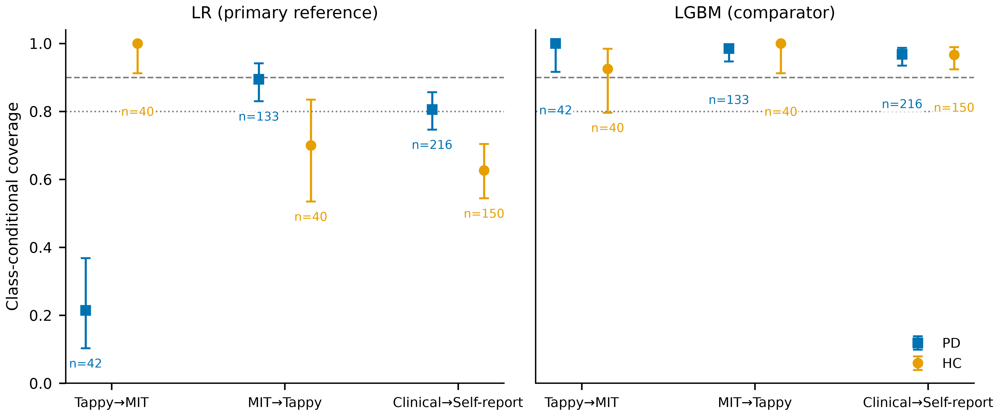 LR (primary reference)
LGBM (comparator)
Class-conditional coverage
1.0
0.8
0.6
0.4
0.2
0.0
n=40
n=133
n=216
n=40
n=150
n=42
Tappy→MIT
MIT→Tappy
Clinical→Self-report
n=133
n=216
n=150
n=42
n=40
n=40
PD
HC
Tappy→MIT
MIT→Tappy
Clinical→Self-report